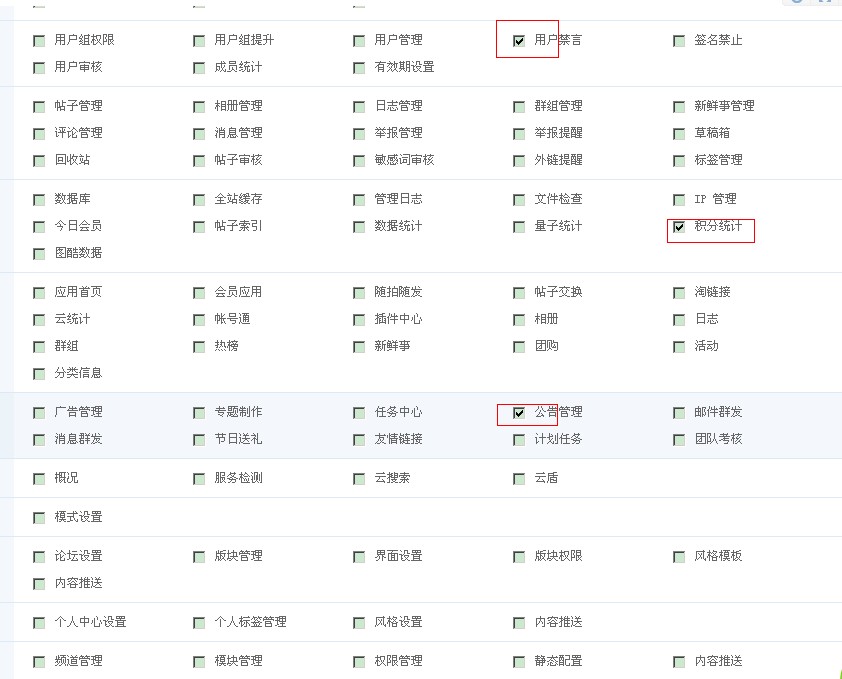 用户组权限 用户组提升 用户管理 用户禁言 签名禁止
用户审核 成员统计 有效期设置
帖子管理 相册管理 日志管理 群组管理 新鲜事管理
评论管理 消息管理 举报管理 举报提醒 草稿箱
回收站 帖子审核 敏感词审核 外链提醒 标签管理
数据库 全站缓存 管理日志 文件检查 IP 管理
今日会员 帖子索引 数据统计 量子统计 积分统计
图酷数据
应用首页 会员应用 随拍随发 帖子交换 淘链接
云统计 帐号通 插件中心 相册 日志
群组 热榜 新鲜事 团购 活动
分类信息
广告管理 专题制作 任务中心 公告管理 邮件群发
消息群发 节日送礼 友情链接 计划任务 团队考核
概况 服务检测 云搜索 云盾
模式设置
论坛设置 版块管理 界面设置 版块权限 风格模板
内容推送
个人中心设置 个人标签管理 风格设置 内容推送
频道管理 模块管理 权限管理 静态配置 内容推送